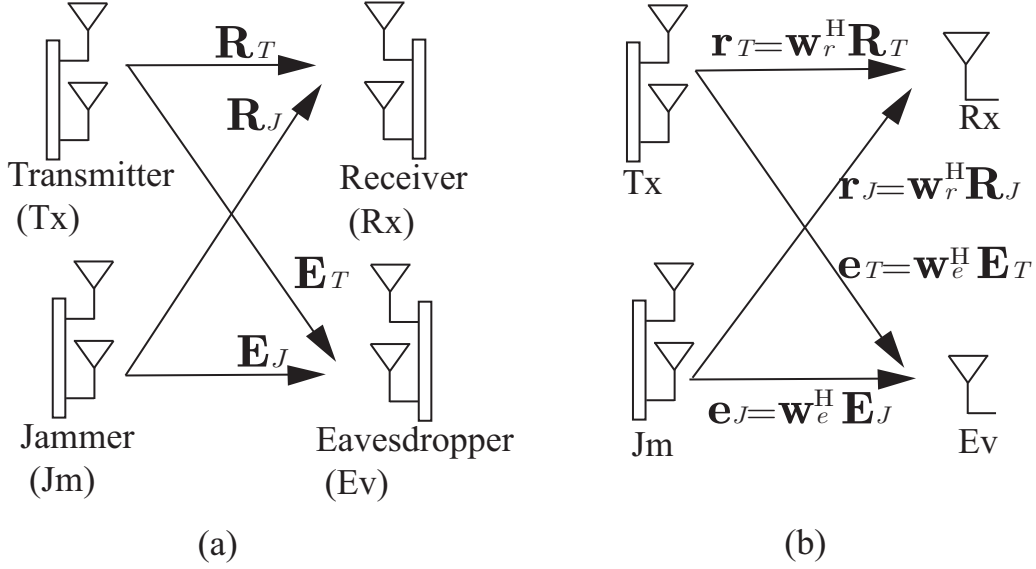 R_T
R_J
Transmitter
(Tx)
Receiver
(Rx)
E_T
E_J
Jammer
(Jm)
Eavesdropper
(Ev)
(a)
r_T=w_r^H R_T
Rx
Tx
r_J=w_r^H R_J
e_T=w_e^H E_T
e_J=w_e^H E_J
Jm
Ev
(b)